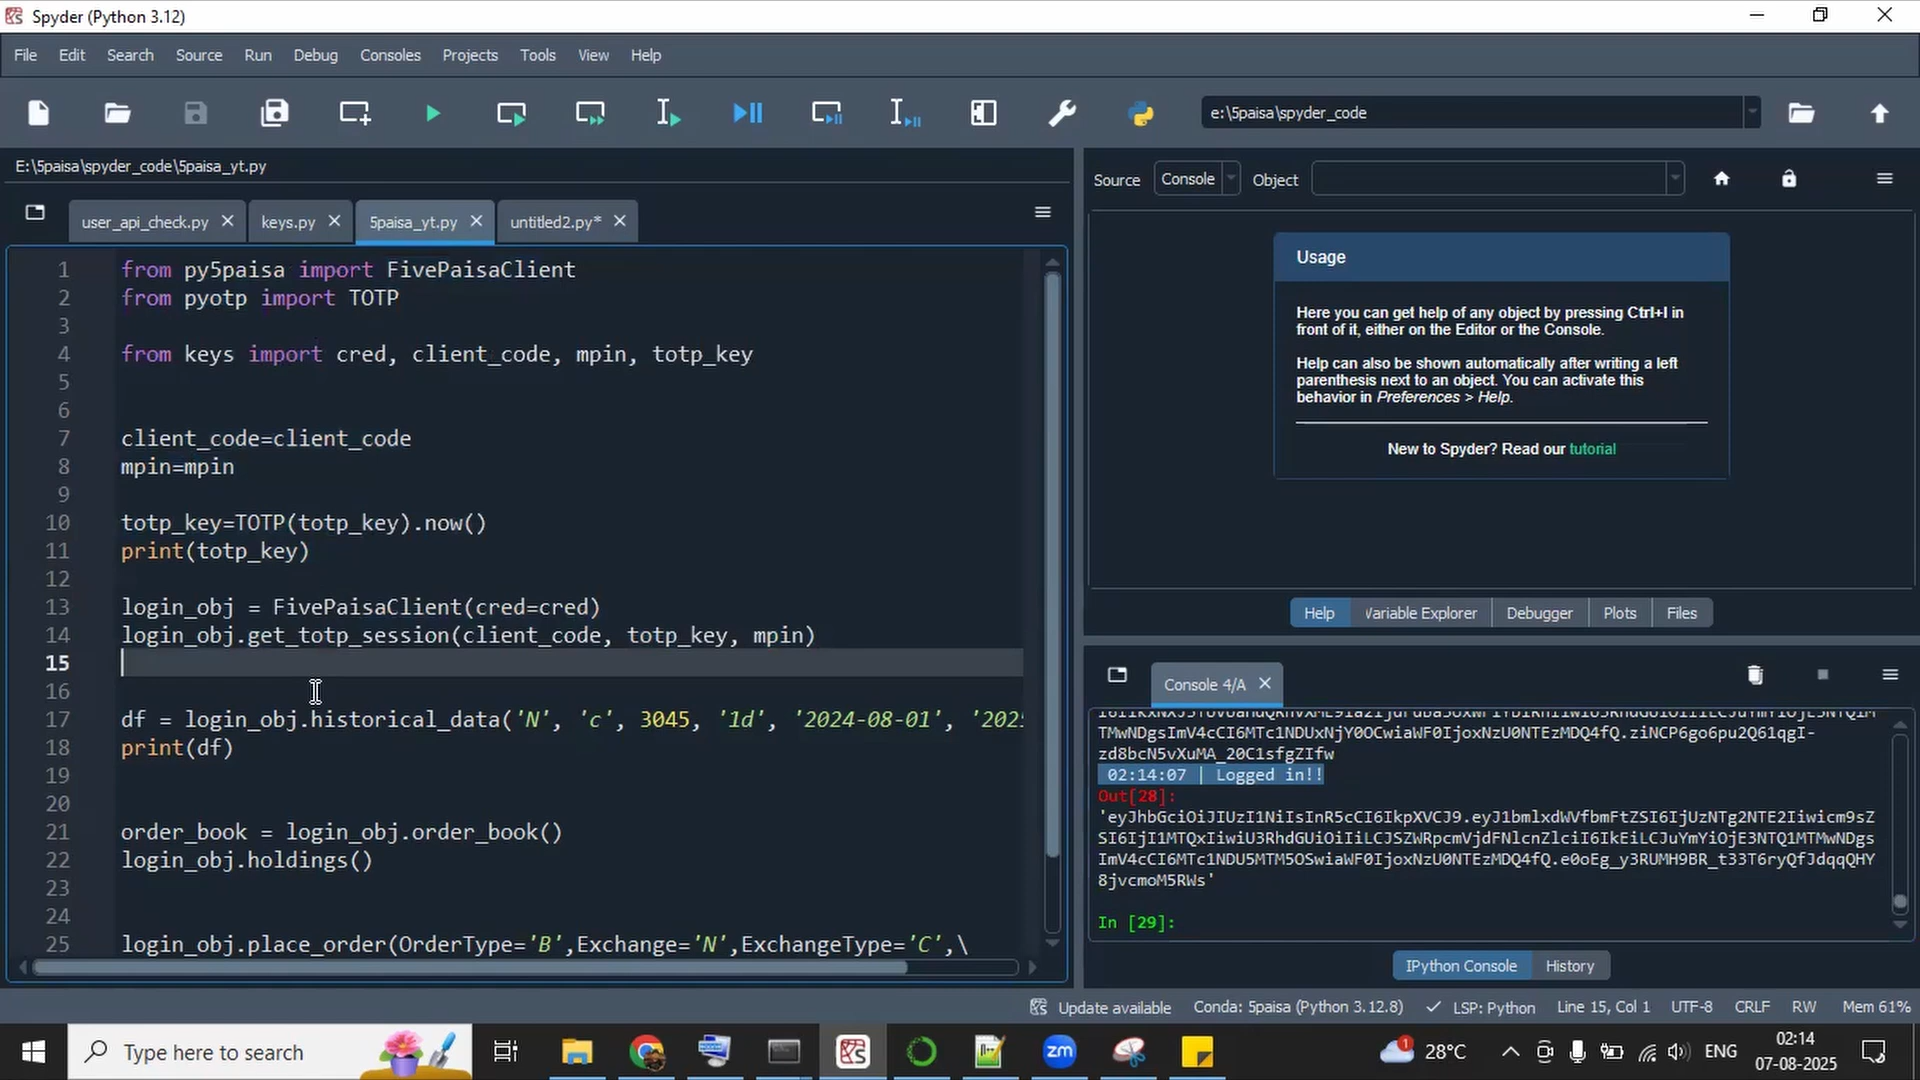 Spyder (Python 3.12)
File Edit Search Source Run Debug Consoles Projects Tools View Help
e:\5paisa\spyder_code
E:\5paisa\spyder_code\5paisa_yt.py
user_api_check.py keys.py 5paisa_yt.py untitled2.py*
1 from py5paisa import FivePaisaClient
2 from pyotp import TOTP
3
4 from keys import cred, client_code, mpin, totp_key
5
6
7 client_code=client_code
8 mpin=mpin
9
10 totp_key=TOTP(totp_key).now()
11 print(totp_key)
12
13 login_obj = FivePaisaClient(cred=cred)
14 login_obj.get_totp_session(client_code, totp_key, mpin)
15
16
17 df = login_obj.historical_data('N', 'c', 3045, '1d', '2024-08-01', '202
18 print(df)
19
20
21 order_book = login_obj.order_book()
22 login_obj.holdings()
23
24
25 login_obj.place_order(OrderType='B',Exchange='N',ExchangeType='C',\
Source Console Object
Usage
Here you can get help of any object by pressing Ctrl+I in
front of it, either on the Editor or the Console.
Help can also be shown automatically after writing a left
parenthesis next to an object. You can activate this
behavior in Preferences > Help.
New to Spyder? Read our tutorial
Help Variable Explorer Debugger Plots Files
Console 4/A
02:14:07 | Logged in!!
Out[28]:
In [29]:
IPython Console History
Update available Conda: 5paisa (Python 3.12.8) LSP: Python Line 15, Col 1 UTF-8 CRLF RW Mem 61%
Type here to search
zm
1
28°C
ENG
02:14
07-08-2025